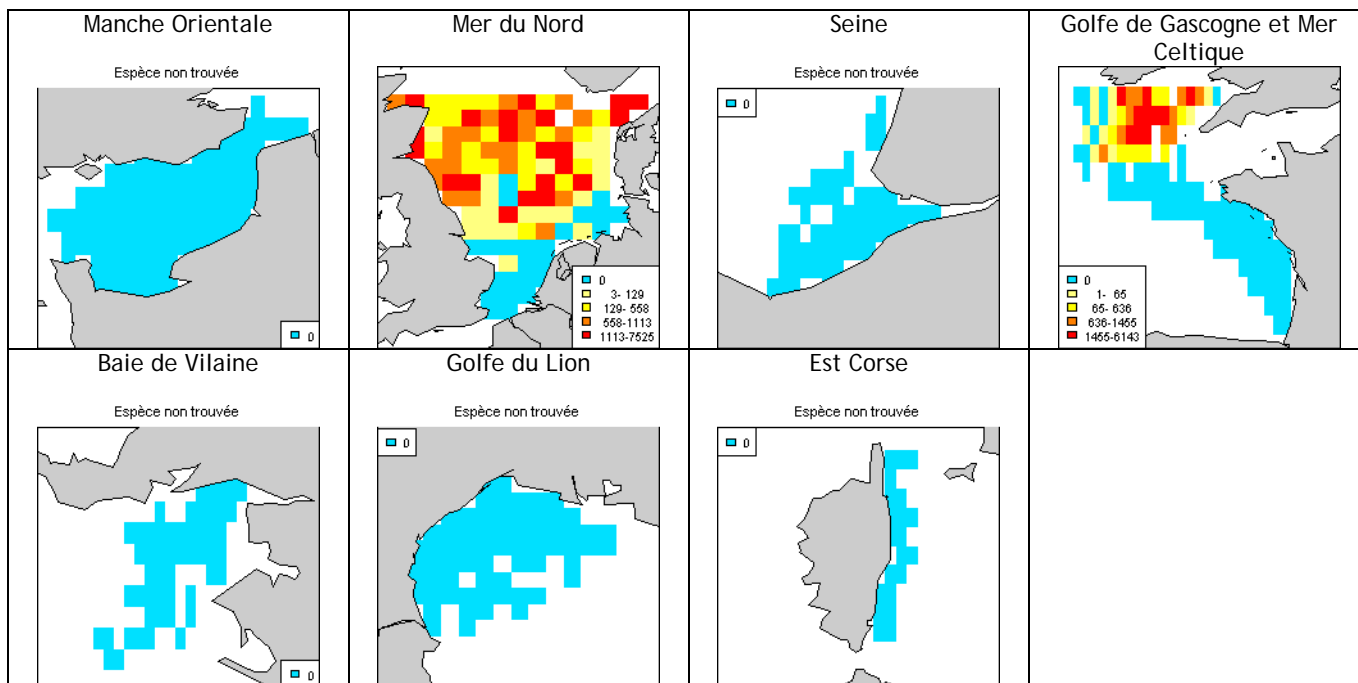 Manche Orientale
Espèce non trouvée
0
Mer du Nord
0
3- 129
129- 558
558-1113
1113-7525
Seine
Espèce non trouvée
0
Golfe de Gascogne et Mer
Celtique
0
1- 65
65- 636
636-1455
1455-6143
Baie de Vilaine
Espèce non trouvée
0
Golfe du Lion
Espèce non trouvée
0
Est Corse
Espèce non trouvée
0